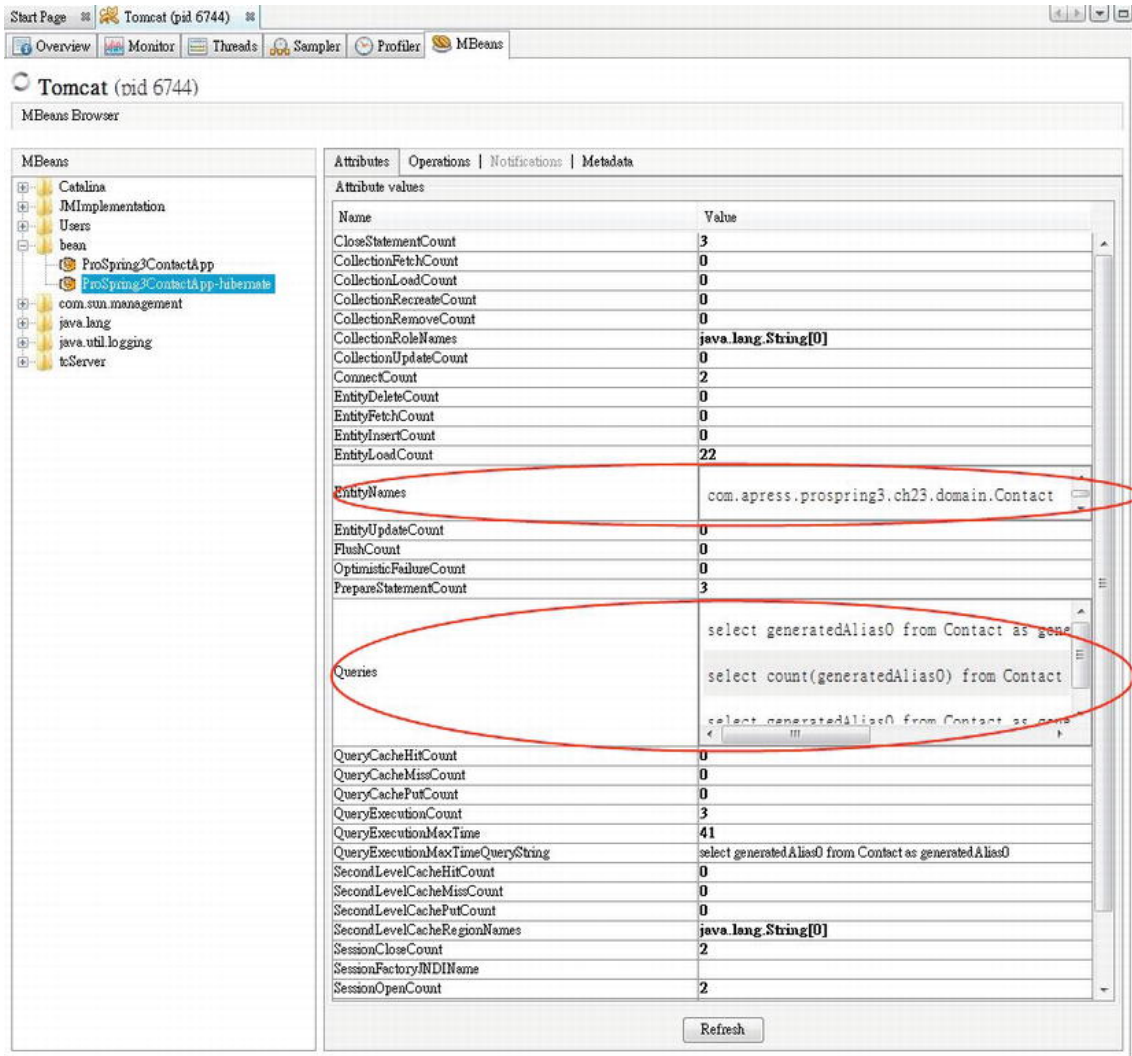 Start Page
Tomcat (pid 6744)
Overview
Monitor
Threads
Sampler
Profiler
MBeans
Tomcat (pid 6744)
MBeans Browser
MBeans
Catalina
JMImplementation
Users
bean
ProSpring3ContactApp
ProSpring3ContactApp-hibernate
com.sun.management
java.lang
java.util.logging
tcServer
Attributes
Operations
Notifications
Metadata
Attribute values
Name Value
CloseStatementCount 3
CollectionFetchCount 0
CollectionLoadCount 0
CollectionRecreateCount 0
CollectionRemoveCount 0
CollectionRoleNames java.lang.String[0]
CollectionUpdateCount 0
ConnectCount 2
EntityDeleteCount 0
EntityFetchCount 0
EntityInsertCount 0
EntityLoadCount 22
EntityNames com.apress.prospring3.ch23.domain.Contact
EntityUpdateCount 0
FlushCount 0
OptimisticFailureCount 0
PrepareStatementCount 3
Queries
select generatedAlias0 from Contact as gene
select count(generatedAlias0) from Contact
select generatedAlias0 from Contact as gene
QueryCacheHitCount 0
QueryCacheMissCount 0
QueryCachePutCount 0
QueryExecutionCount 3
QueryExecutionMaxTime 41
QueryExecutionMaxTimeQueryString select generatedAlias0 from Contact as generatedAlias0
SecondLevelCacheHitCount 0
SecondLevelCacheMissCount 0
SecondLevelCachePutCount 0
SecondLevelCacheRegionNames java.lang.String[0]
SessionCloseCount 2
SessionFactoryJNDIName
SessionOpenCount 2
Refresh